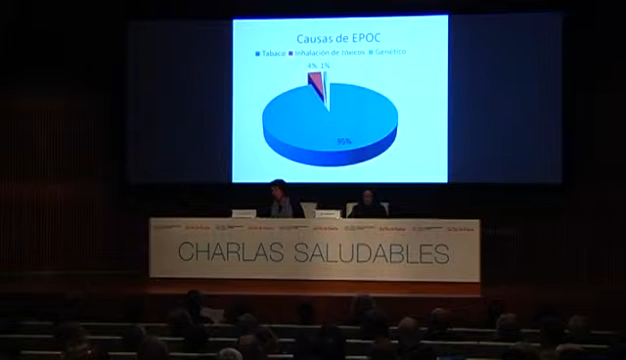 Causas de EPOC
Tabaco Inhalación de tóxicos Genético
4% 1%
95%
CHARLAS SALUDABLES